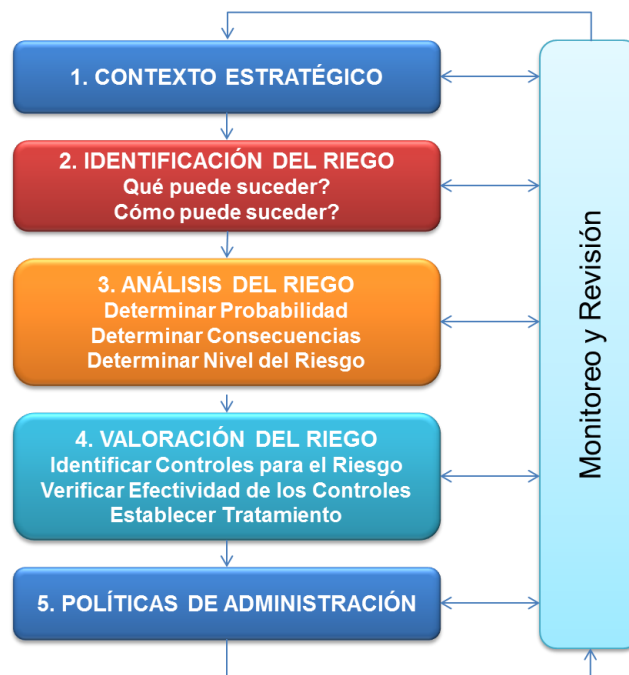 1. CONTEXTO ESTRATÉGICO
2. IDENTIFICACIÓN DEL RIEGO
Qué puede suceder?
Cómo puede suceder?
3. ANÁLISIS DEL RIEGO
Determinar Probabilidad
Determinar Consecuencias
Determinar Nivel del Riesgo
4. VALORACIÓN DEL RIEGO
Identificar Controles para el Riesgo
Verificar Efectividad de los Controles
Establecer Tratamiento
5. POLÍTICAS DE ADMINISTRACIÓN
Monitoreo y Revisión